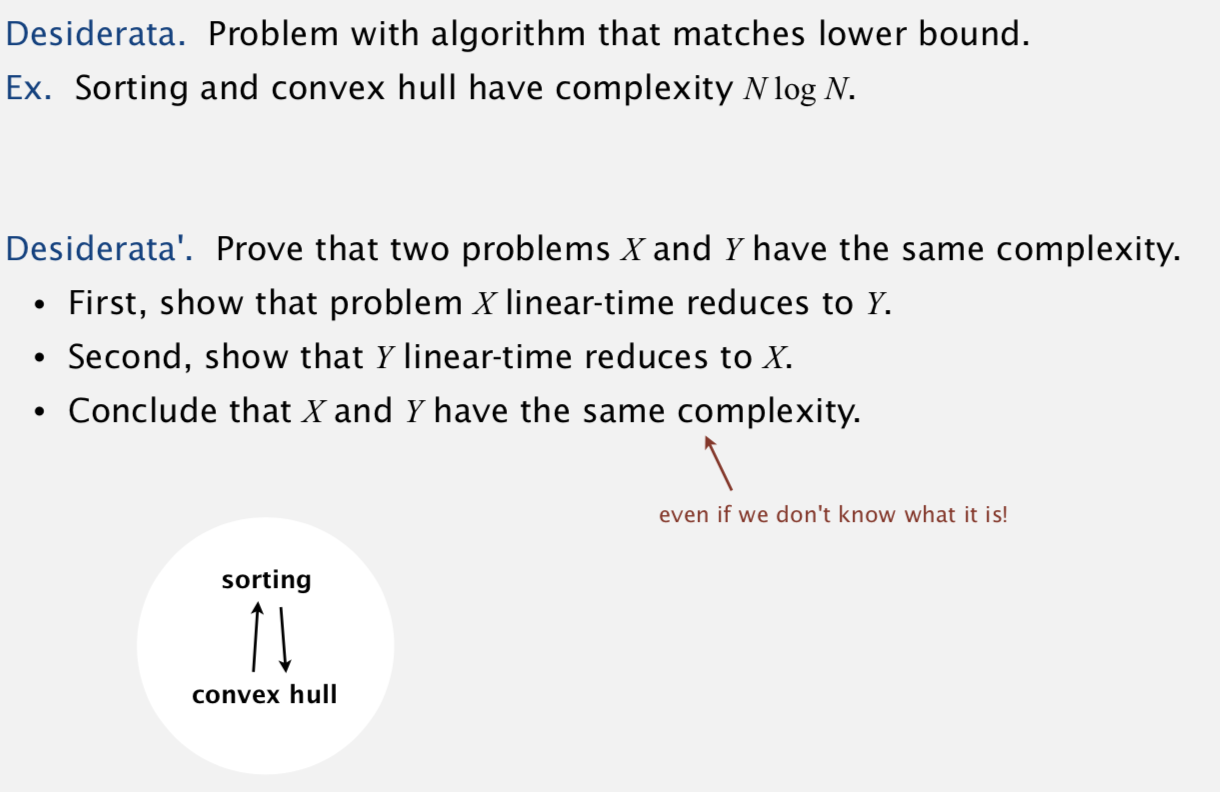 Desiderata. Problem with algorithm that matches lower bound.
Ex. Sorting and convex hull have complexity N log N.
Desiderata'. Prove that two problems X and Y have the same complexity.
• First, show that problem X linear-time reduces to Y.
• Second, show that Y linear-time reduces to X.
• Conclude that X and Y have the same complexity.
even if we don't know what it is!
sorting
convex hull